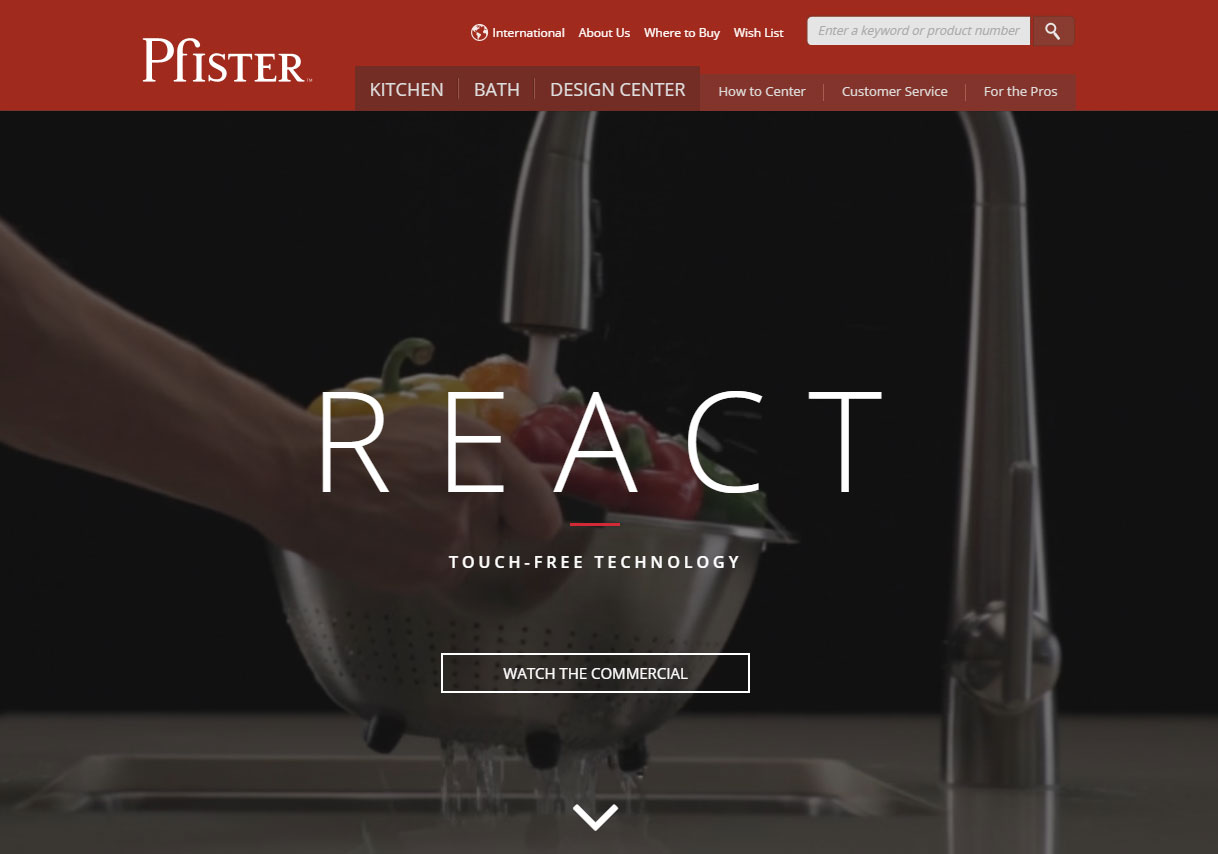 International About Us Where to Buy Wish List Enter a keyword or product number
PfISTER™
KITCHEN BATH DESIGN CENTER How to Center Customer Service For the Pros
REACT
TOUCH-FREE TECHNOLOGY
WATCH THE COMMERCIAL